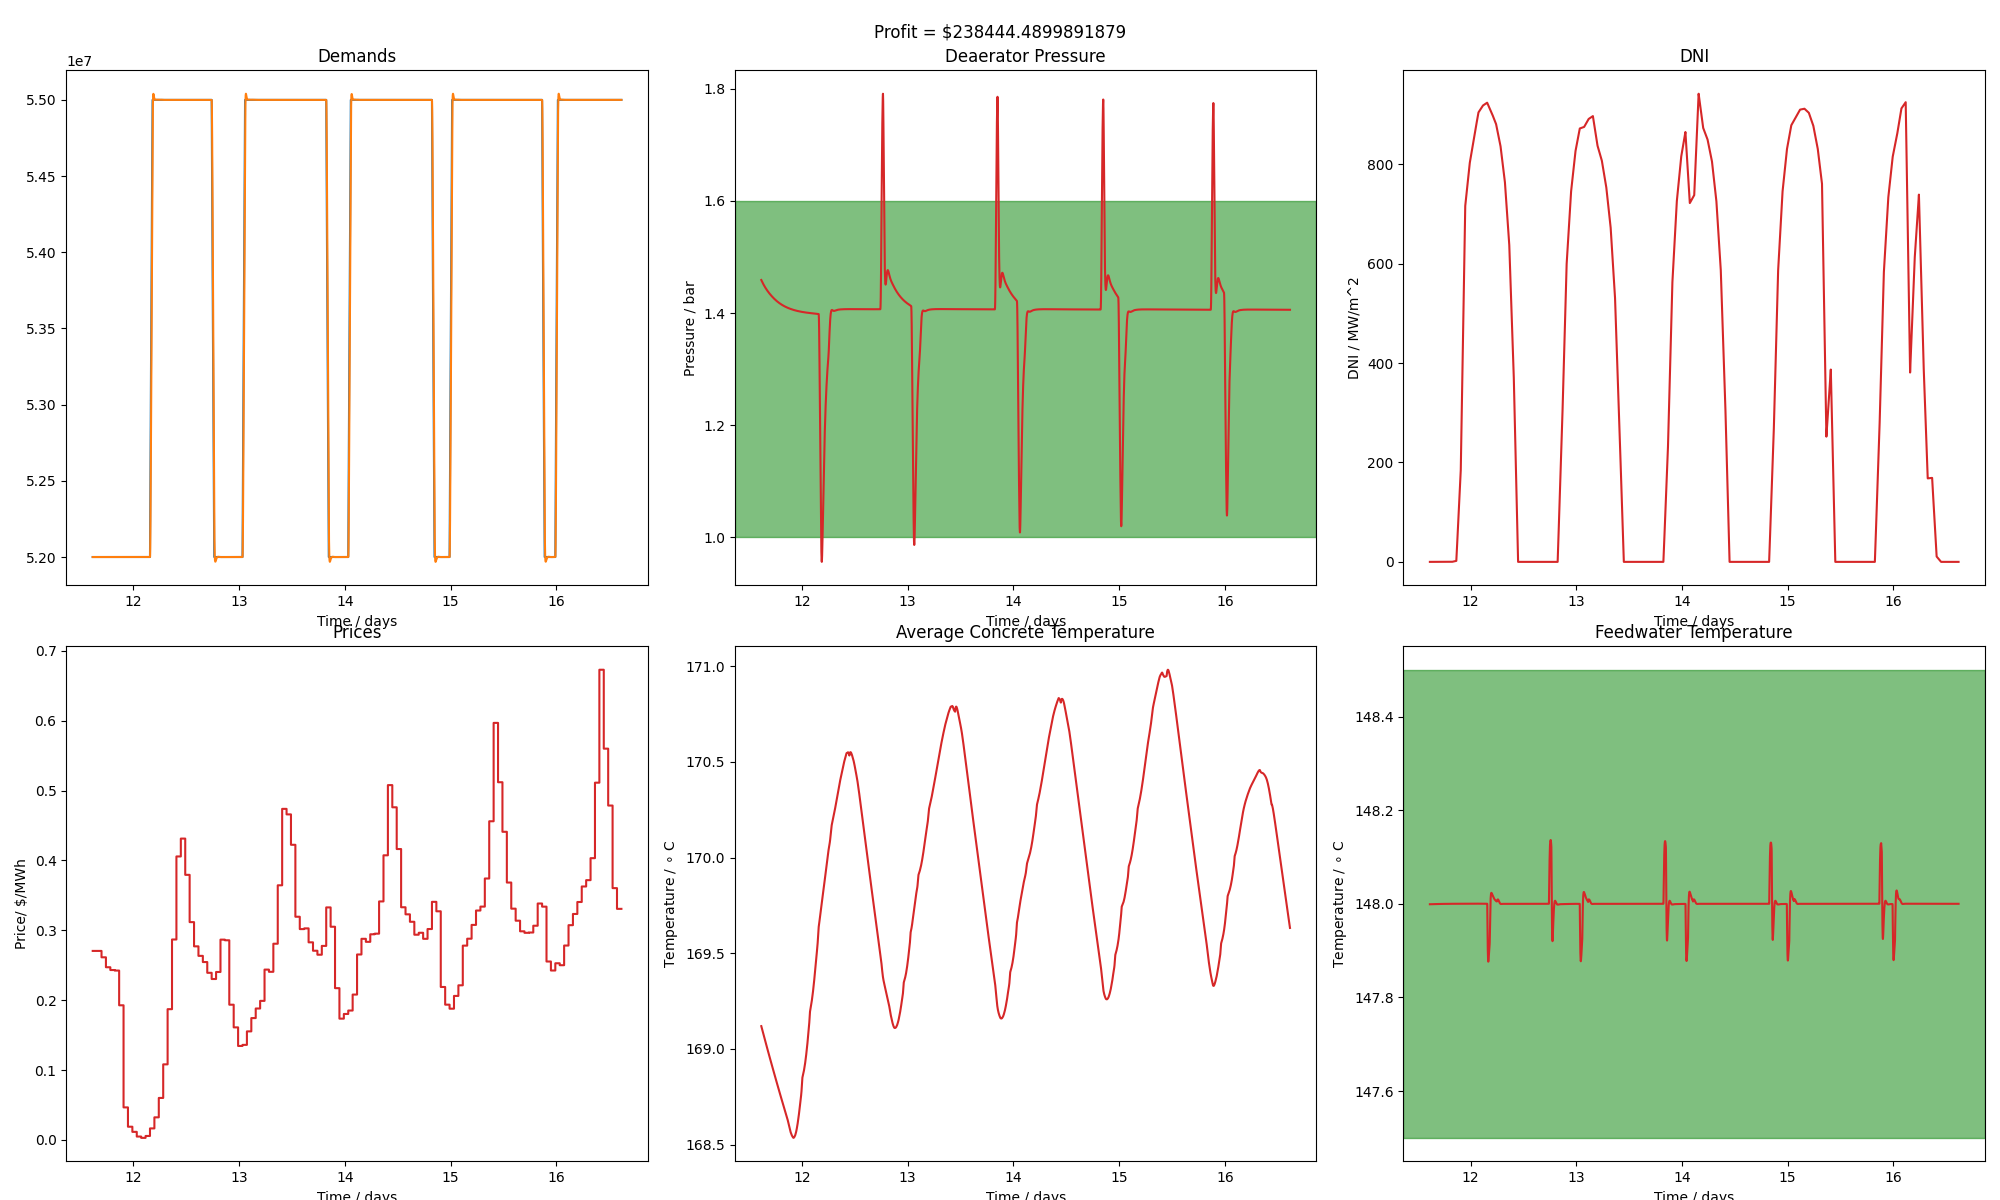 Profit = $238444.4899891879
Demands
1e7
5.50
5.45
5.40
5.35
5.30
5.25
5.20
12 13 14 15 16
Time / days
Deaerator Pressure
Pressure / bar
1.8
1.6
1.4
1.2
1.0
12 13 14 15 16
Time / days
DNI
DNI / MW/m^2
800
600
400
200
0
12 13 14 15 16
Time / days
Prices
Price/ $/MWh
0.7
0.6
0.5
0.4
0.3
0.2
0.1
0.0
12 13 14 15 16
Time / days
Average Concrete Temperature
Temperature / ∘ C
171.0
170.5
170.0
169.5
169.0
168.5
12 13 14 15 16
Time / days
Feedwater Temperature
Temperature / ∘ C
148.4
148.2
148.0
147.8
147.6
12 13 14 15 16
Time / days